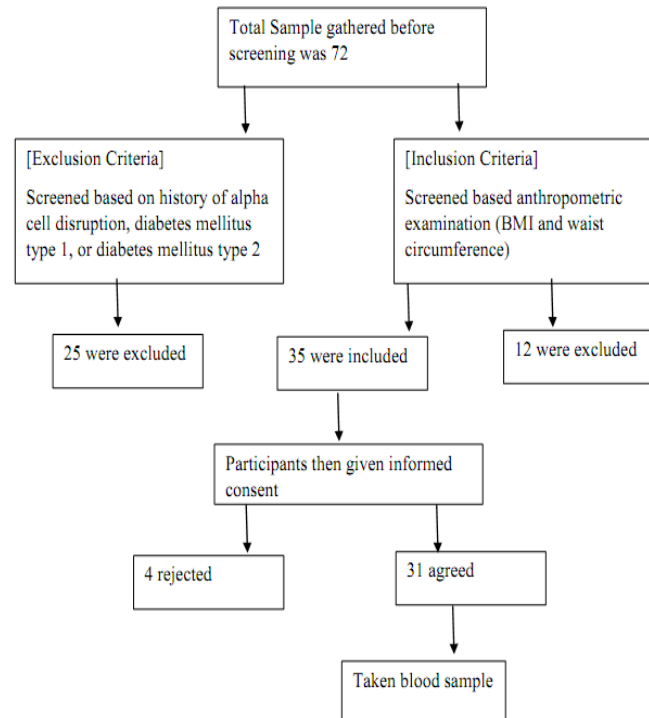 Total Sample gathered before
screening was 72
[Exclusion Criteria]
Screened based on history of alpha
cell disruption, diabetes mellitus
type 1, or diabetes mellitus type 2
[Inclusion Criteria]
Screened based anthropometric
examination (BMI and waist
circumference)
25 were excluded
35 were included
12 were excluded
Participants then given informed
consent
4 rejected
31 agreed
Taken blood sample